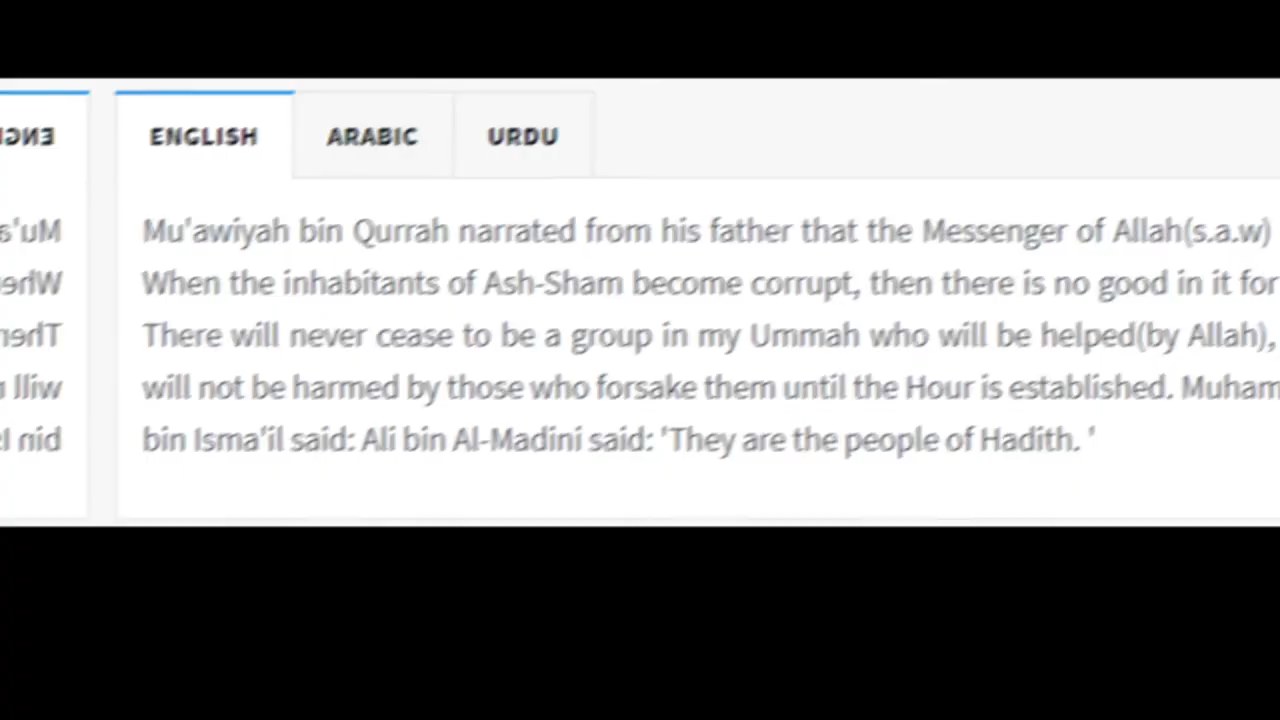 ENGLISH ARABIC URDU
Mu'awiyah bin Qurrah narrated from his father that the Messenger of Allah(s.a.w)
When the inhabitants of Ash-Sham become corrupt, then there is no good in it for
There will never cease to be a group in my Ummah who will be helped(by Allah),
will not be harmed by those who forsake them until the Hour is established. Muham
bin Isma'il said: Ali bin Al-Madini said: 'They are the people of Hadith. '